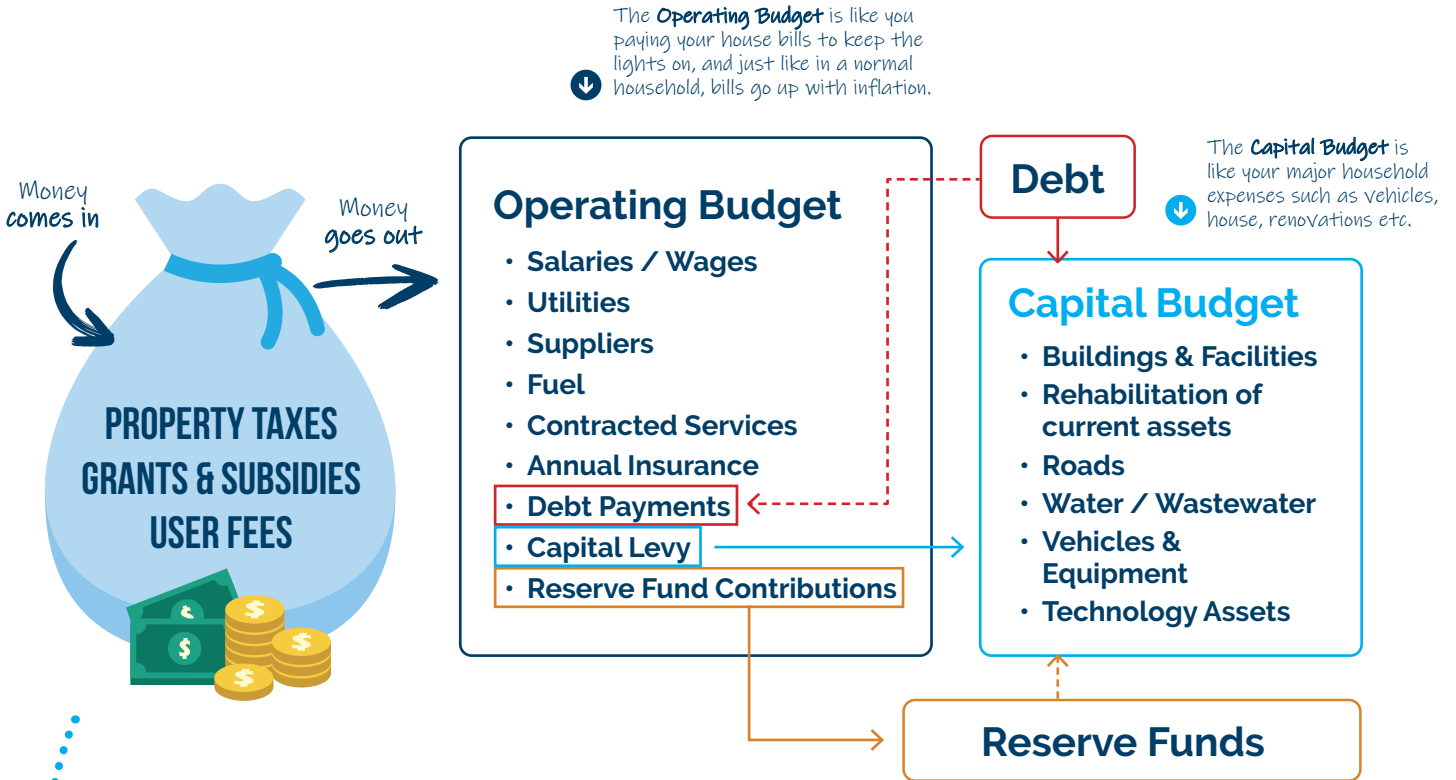 The Operating Budget is like you
paying your house bills to keep the
lights on, and just like in a normal
household, bills go up with inflation.
Money
comes in
Money
goes out
PROPERTY TAXES
GRANTS & SUBSIDIES
USER FEES
$
$
$
$
$
Operating Budget
• Salaries / Wages
• Utilities
• Suppliers
• Fuel
• Contracted Services
• Annual Insurance
• Debt Payments
• Capital Levy
• Reserve Fund Contributions
Debt
The Capital Budget is
like your major household
expenses such as vehicles,
house, renovations etc.
Capital Budget
• Buildings & Facilities
• Rehabilitation of
current assets
• Roads
• Water / Wastewater
• Vehicles &
Equipment
• Technology Assets
Reserve Funds